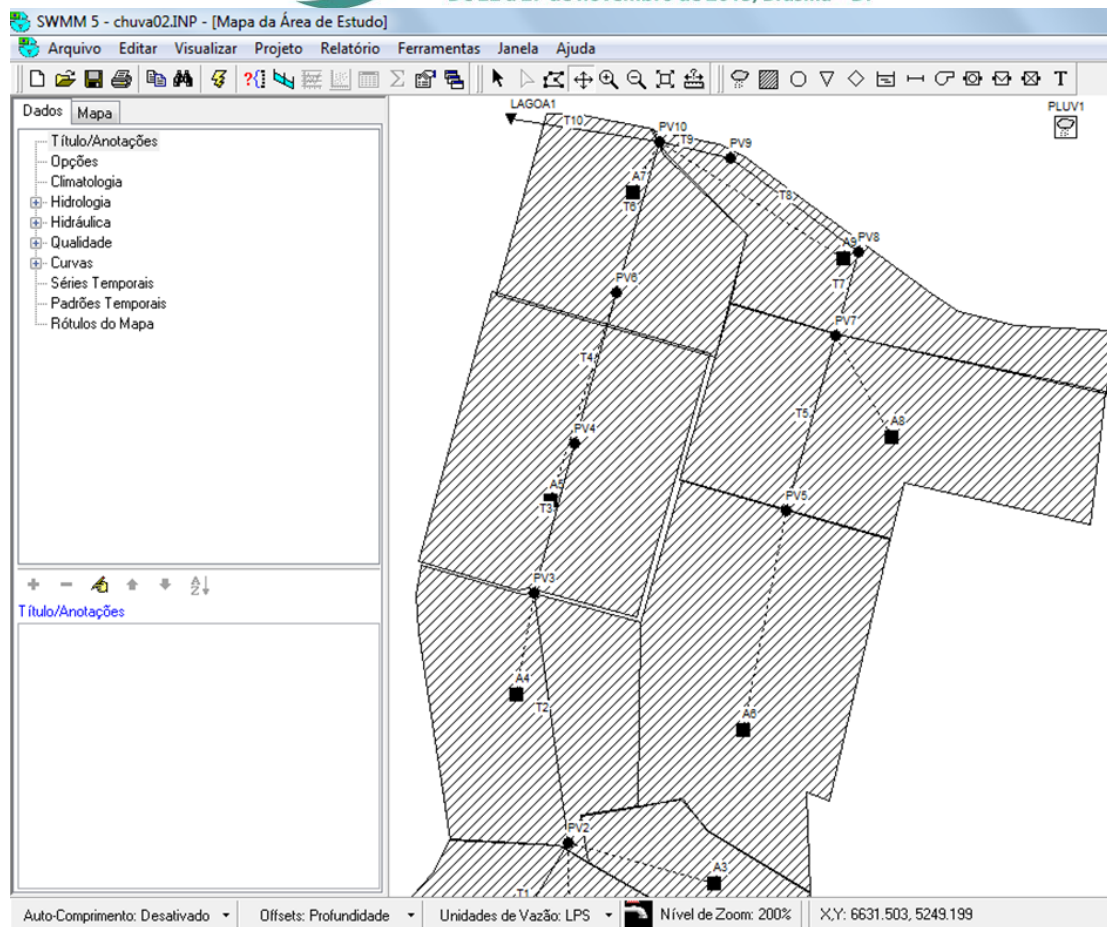 SWMM 5 - chuva02.INP - [Mapa da Área de Estudo]
Arquivo Editar Visualizar Projeto Relatório Ferramentas Janela Ajuda
Dados Mapa
Título/Anotações
Opções
Climatologia
Hidrologia
Hidráulica
Qualidade
Curvas
Séries Temporais
Padrões Temporais
Rótulos do Mapa
Título/Anotações
LAGOA1
PLUV1
T10
PV10
T9
PV9
A7
T6
T8
A9
PV8
T7
PV6
PV7
T4
T5
A8
PV4
A5
T3
PV5
PV3
A4
T2
A6
PV2
A3
T1
Auto-Comprimento: Desativado Offsets: Profundidade Unidades de Vazão: LPS Nível de Zoom: 200% X,Y: 6631.503, 5249.199